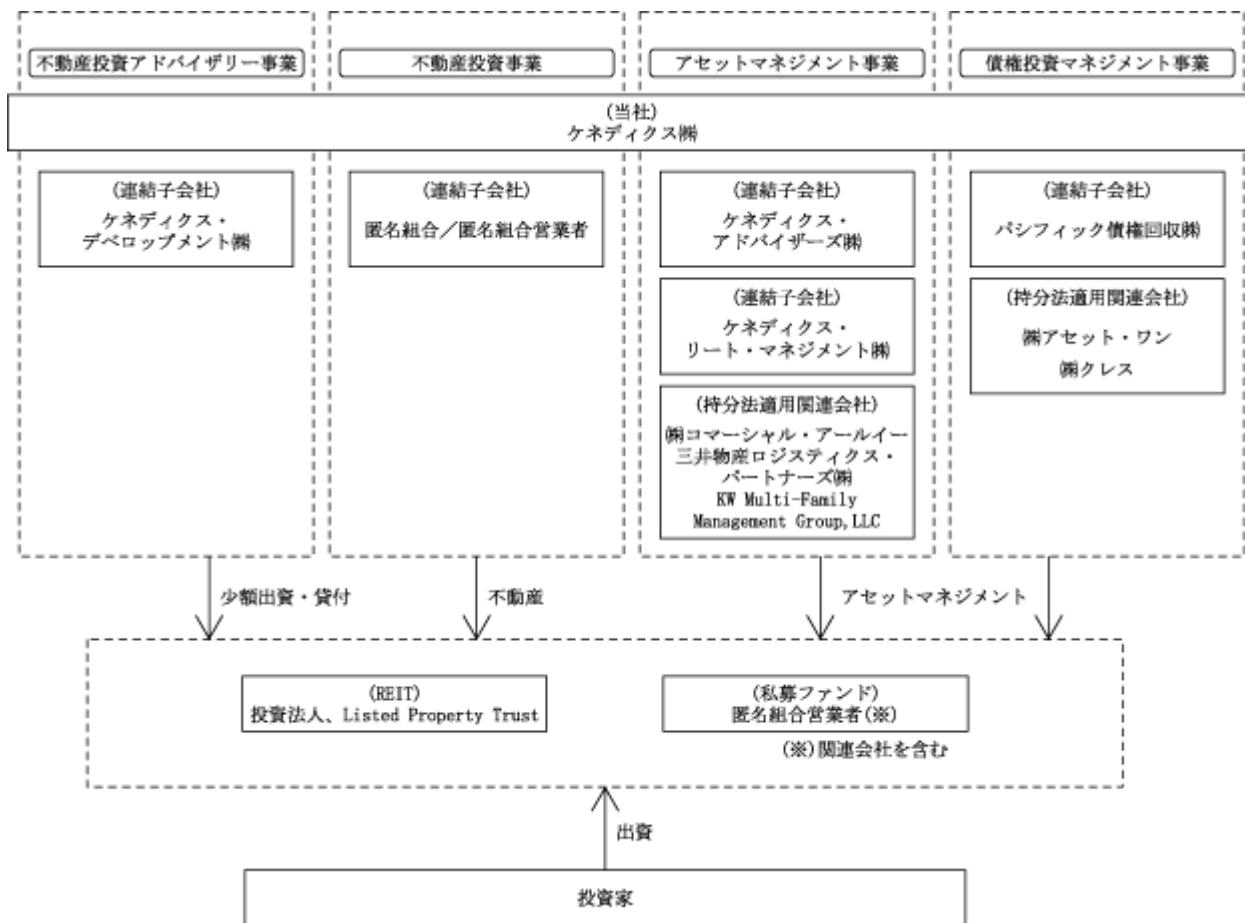 不動産投資アドバイザリー事業
不動産投資事業
アセットマネジメント事業
債権投資マネジメント事業
(当社)
ケネディクス㈱
(連結子会社)
ケネディクス・
デベロップメント㈱
(連結子会社)
匿名組合／匿名組合営業者
(連結子会社)
ケネディクス・
アドバイザーズ㈱
(連結子会社)
ケネディクス・
リート・マネジメント㈱
(持分法適用関連会社)
㈱コマーシャル・アールイー
三井物産ロジスティクス・
パートナーズ㈱
KW Multi-Family
Management Group,LLC
(連結子会社)
パシフィック債権回収㈱
(持分法適用関連会社)
㈱アセット・ワン
㈱クレス
少額出資・貸付
不動産
アセットマネジメント
(REIT)
投資法人、Listed Property Trust
(私募ファンド)
匿名組合営業者(※)
(※)関連会社を含む
出資
投資家